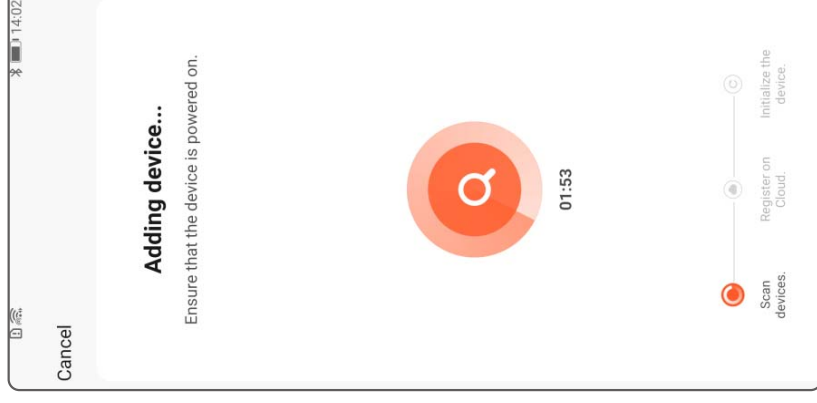 14:02
Cancel
Adding device...
Ensure that the device is powered on.
01:53
Scan
devices.
Register on
Cloud.
Initialize the
device.